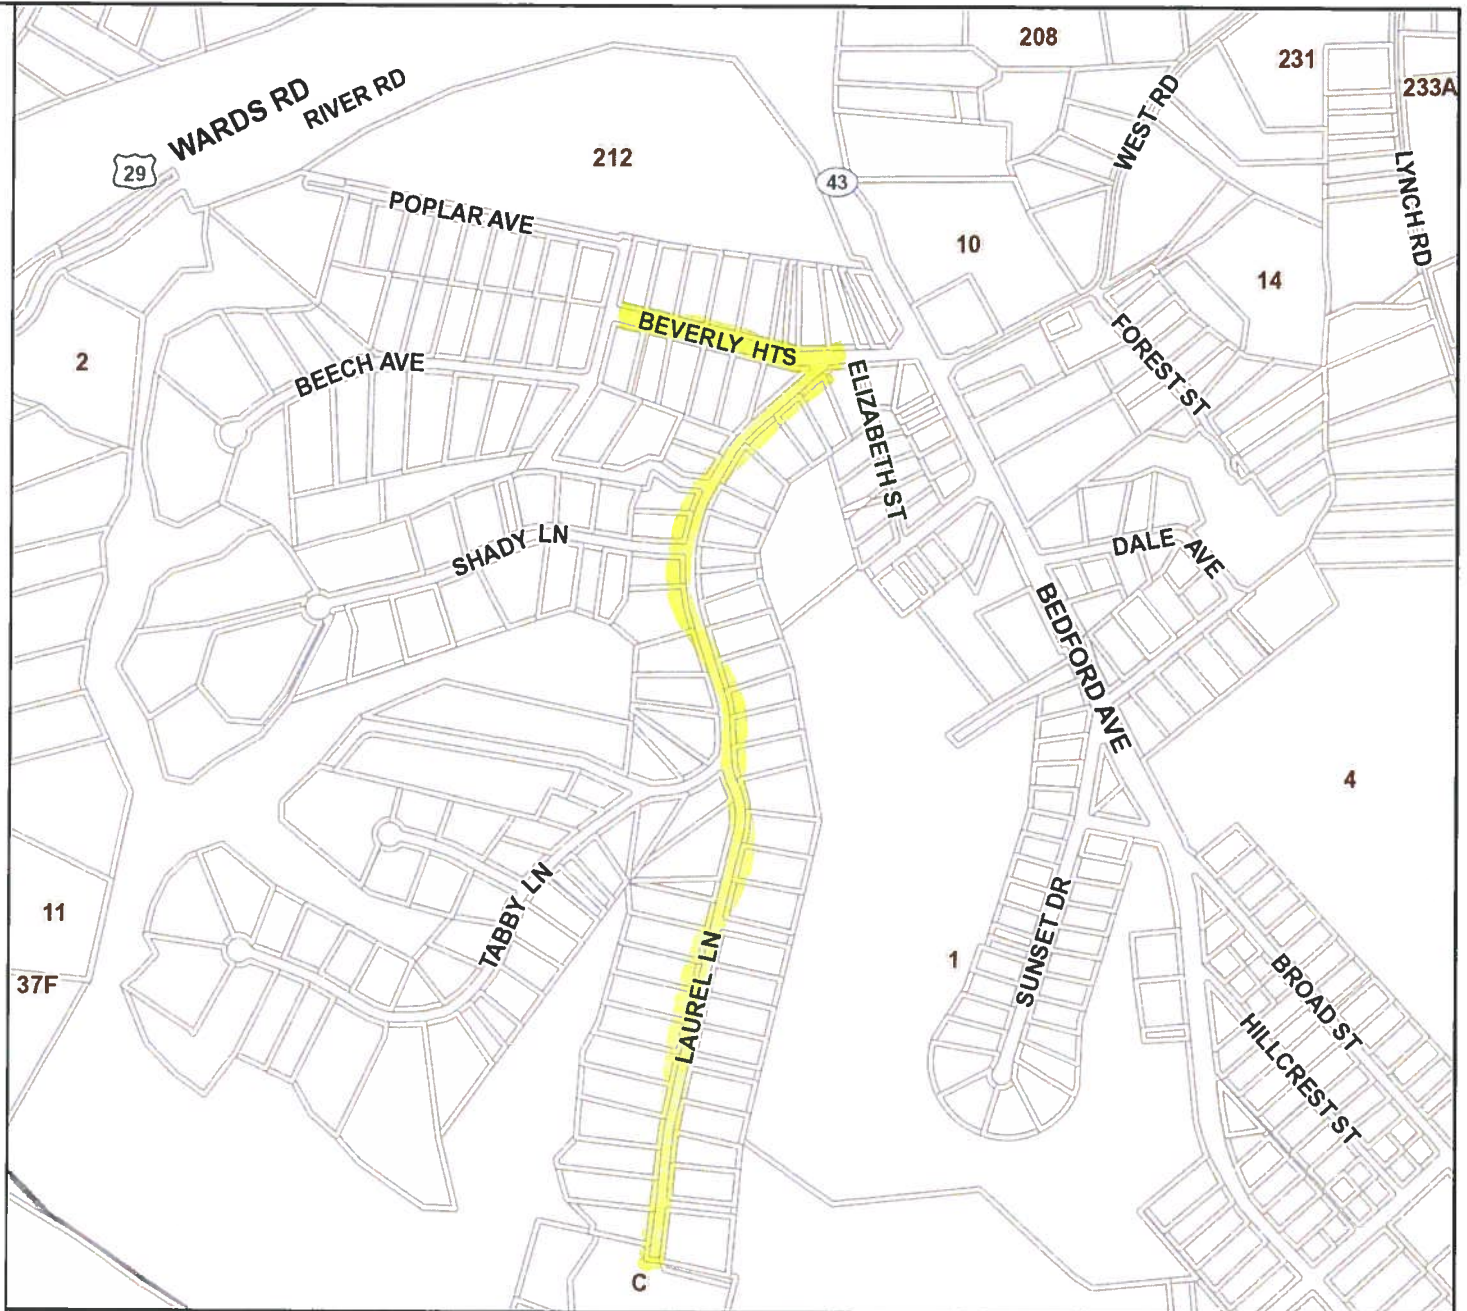 208
231
233A
WARDS RD
RIVER RD
29
WEST RD
212
LYNCH RD
43
POPLAR AVE
10
14
BEVERLY HTS
FOREST ST
2
BEECH AVE
ELIZABETH ST
SHADY LN
DALE AVE
BEDFORD AVE
4
TABBY LN
11
SUNSET DR
LAUREL LN
1
37F
BROAD ST
HILLCREST ST
C